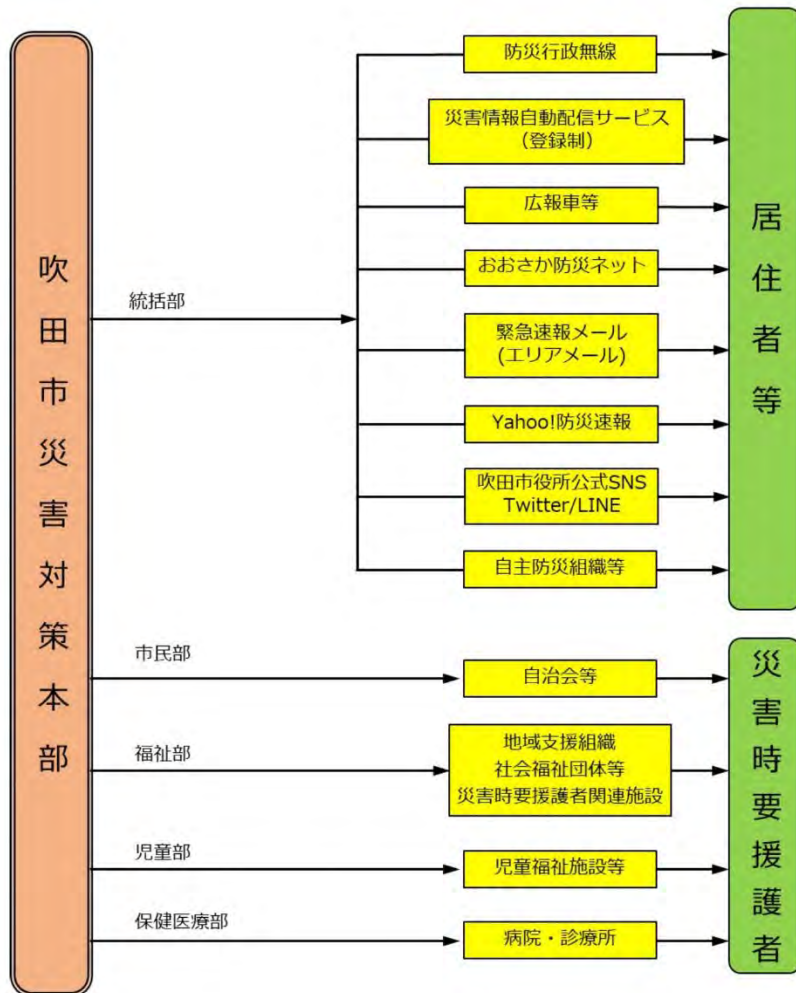 吹田市災害対策本部
統括部
防災行政無線
災害情報自動配信サービス
（登録制）
広報車等
おおさか防災ネット
緊急速報メール
(エリアメール)
Yahoo!防災速報
吹田市役所公式SNS
Twitter/LINE
自主防災組織等
居住者等
市民部
自治会等
福祉部
地域支援組織
社会福祉団体等
災害時要援護者関連施設
児童部
児童福祉施設等
保健医療部
病院・診療所
災害時要援護者